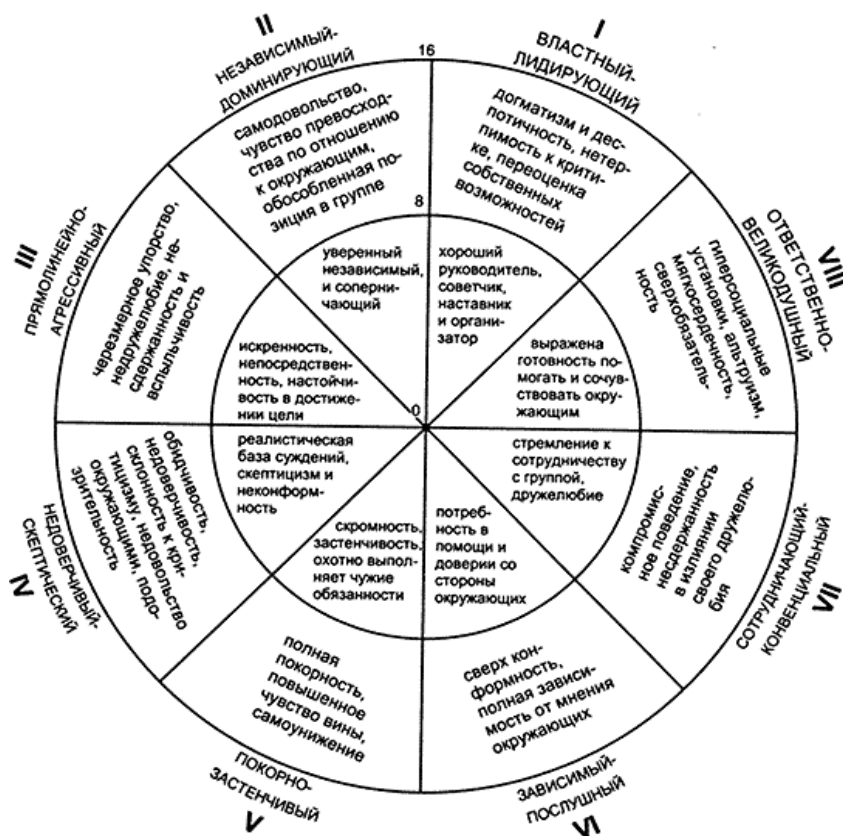 I
ВЛАСТНЫЙ-
ЛИДИРУЮЩИЙ
догматизм и дес-
потичность, нетер-
пимость к крити-
ке, переоценка
собственных
возможностей
хороший
руководитель,
советчик,
наставник
и органи-
затор
II
НЕЗАВИСИМЫЙ-
ДОМИНИРУЮЩИЙ
самодовольство,
чувство превосход-
ства по отношению
к окружающим,
обособленная по-
зиция в группе
уверенный
независимый,
и соперни-
чающий
III
ПРЯМОЛИНЕЙНО-
АГРЕССИВНЫЙ
черезмерное упорство,
недружелюбие, не-
сдержанность и
вспыльчивость
искренность,
непосредствен-
ность, настойчи-
вость в достиже-
нии цели
IV
НЕДОВЕРЧИВЫЙ-
СКЕПТИЧЕСКИЙ
обидчивость,
недоверчивость,
склонность к кри-
тицизму, недовольство
окружающими, подо-
зрительность
реалистическая
база суждений,
скептицизм и
неконформ-
ность
V
ПОКОРНО-
ЗАСТЕНЧИВЫЙ
полная
покорность,
повышенное
чувство вины,
самоунижение
скромность,
застенчивость,
охотно выпол-
няет чужие
обязанности
VI
ЗАВИСИМЫЙ-
ПОСЛУШНЫЙ
сверх кон-
формность,
полная зависи-
мость от мнения
окружающих
потреб-
ность в
помощи и
доверии со
стороны
окружающих
VII
СОТРУДНИЧАЮЩИЙ-
КОНВЕНЦИАЛЬНЫЙ
компромис-
ное поведение,
несдержанность
в излиянии
своего дружелю-
бия
стремление к
сотрудничеству
с группой,
дружелюбие
VIII
ОТВЕТСТВЕННО-
ВЕЛИКОДУШНЫЙ
гиперсоциальные
установки, альтруизм,
мягкосердечность,
сверхобязатель-
ность
выражена
готовность по-
могать и сочув-
ствовать окру-
жающим
16
8
0